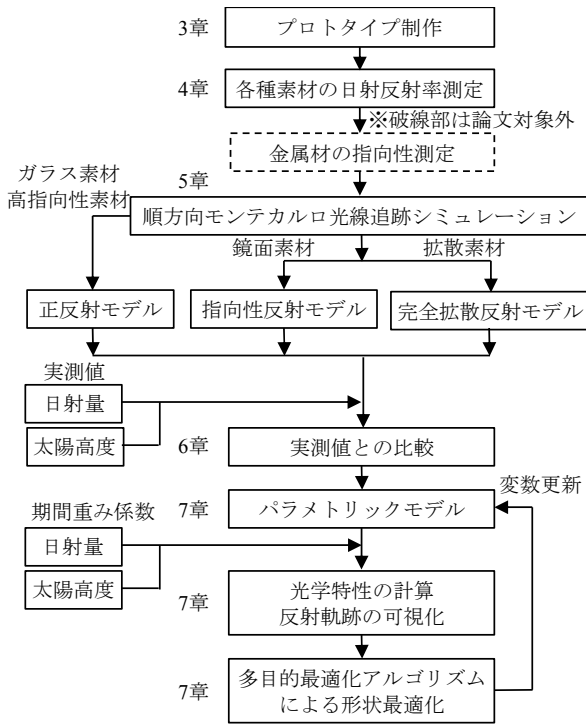 3章
プロトタイプ制作
4章
各種素材の日射反射率測定
※破線部は論文対象外
金属材の指向性測定
ガラス素材
高指向性素材
5章
順方向モンテカルロ光線追跡シミュレーション
鏡面素材
拡散素材
正反射モデル
指向性反射モデル
完全拡散反射モデル
実測値
日射量
太陽高度
6章
実測値との比較
変数更新
期間重み係数
7章
パラメトリックモデル
日射量
太陽高度
7章
光学特性の計算
反射軌跡の可視化
7章
多目的最適化アルゴリズム
による形状最適化